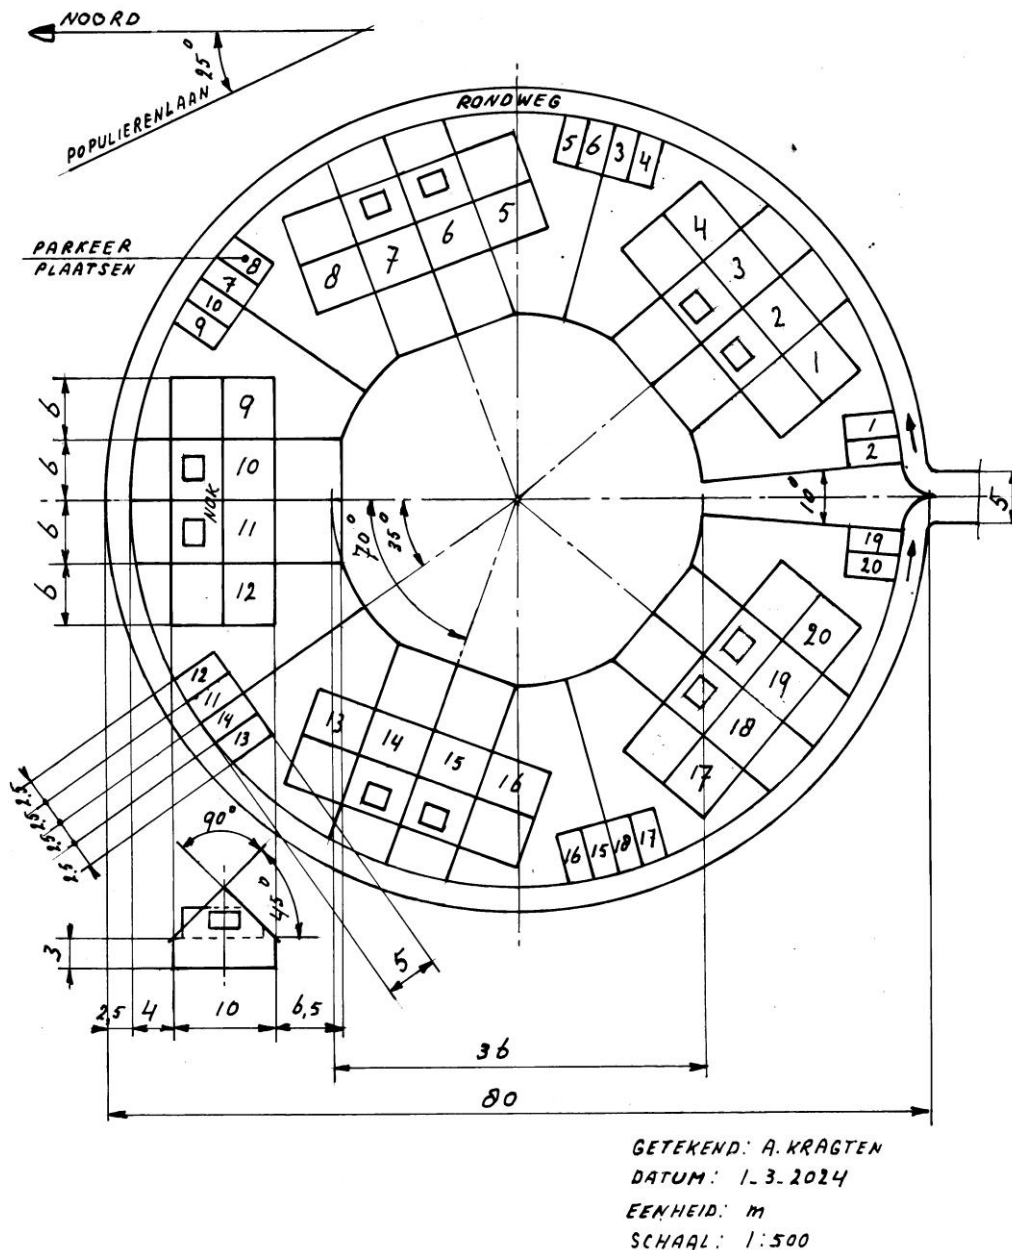 NOORD
25°
POPULIERENLAAN
RONDWEG
5 6 3 4
PARKEER
PLAATSEN
8
7
10
9
8 7 6 5
4
3
2
1
1
2
6
6
6
6
9
10
NOK
11
12
70°
35°
10°
5
19
20
12
11
14
13
13 14 15 16
20
19
18
17
16 15 18 17
2.5
2.5
2.5
2.5
90°
45°
3
5
2,5 4 10 6,5
36
80
GETEKEND: A. KRAGTEN
DATUM: 1-3-2024
EENHEID: m
SCHAAL: 1:500